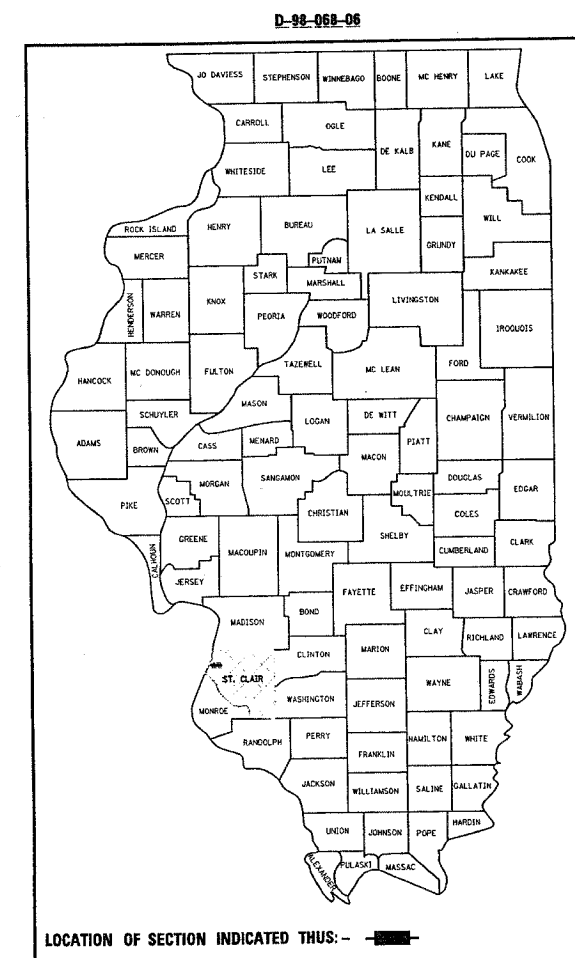 D-98-068-06
JO DAVIESS STEPHENSON WINNEBAGO BOONE MC HENRY LAKE
CARROLL OGLE DE KALB KANE DU PAGE COOK
WHITESIDE LEE KENDALL WILL
ROCK ISLAND HENRY BUREAU LA SALLE GRUNDY
MERCER STARK PUTNAM KANKAKEE
MARSHALL
HENDERSON WARREN KNOX PEORIA WOODFORD LIVINGSTON IROQUOIS
HANCOCK MC DONOUGH FULTON TAZEWELL MC LEAN FORD
SCHUYLER MASON LOGAN DE WITT CHAMPAIGN VERMILION
ADAMS BROWN CASS MENARD MACON PIATT
PIKE SCOTT MORGAN SANGAMON MOULTRIE DOUGLAS EDGAR
CHRISTIAN COLES
CALHOUN GREENE MACOUPIN MONTGOMERY SHELBY CUMBERLAND CLARK
JERSEY FAYETTE EFFINGHAM JASPER CRAWFORD
MADISON BOND CLAY RICHLAND LAWRENCE
CLINTON MARION
ST. CLAIR WAYNE EDWARDS WABASH
MONROE WASHINGTON JEFFERSON
RANDOLPH PERRY HAMILTON WHITE
FRANKLIN
JACKSON WILLIAMSON SALINE GALLATIN
UNION JOHNSON POPE HARDIN
ALEXANDER PULASKI MASSAC
LOCATION OF SECTION INDICATED THUS:-